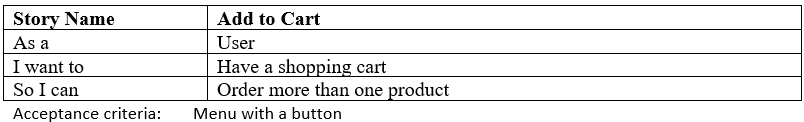 Story Name Add to Cart
As a User
I want to Have a shopping cart
So I can Order more than one product
Acceptance criteria: Menu with a button